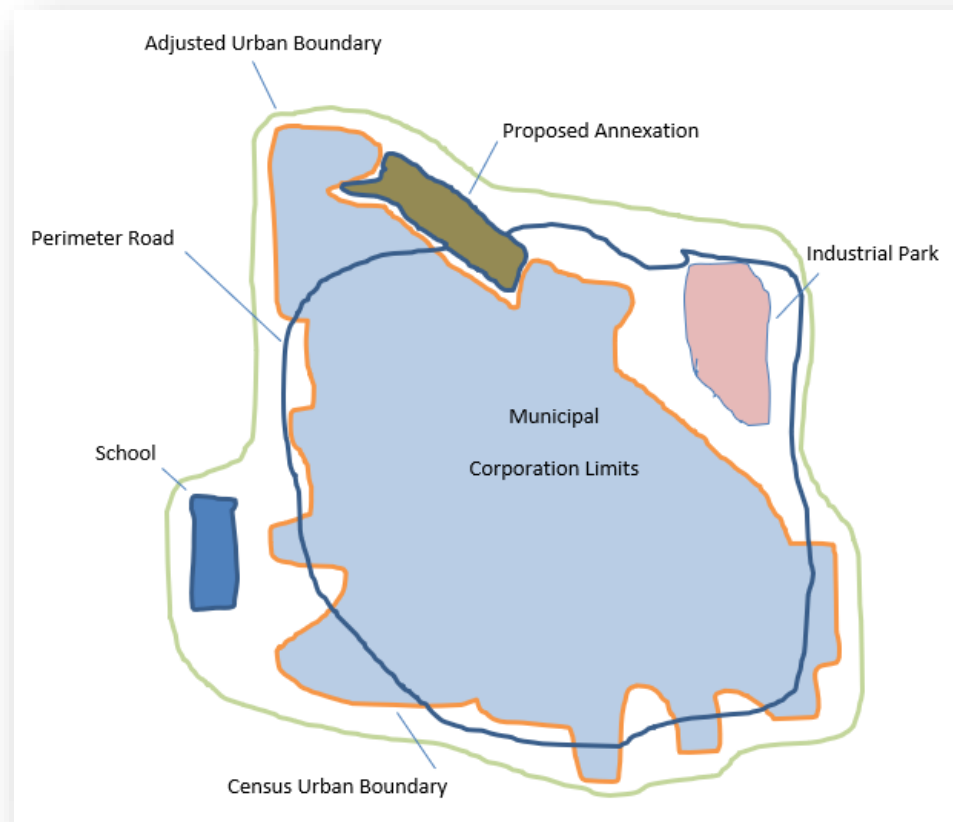 Adjusted Urban Boundary
Proposed Annexation
Perimeter Road
Industrial Park
Municipal
Corporation Limits
School
Census Urban Boundary